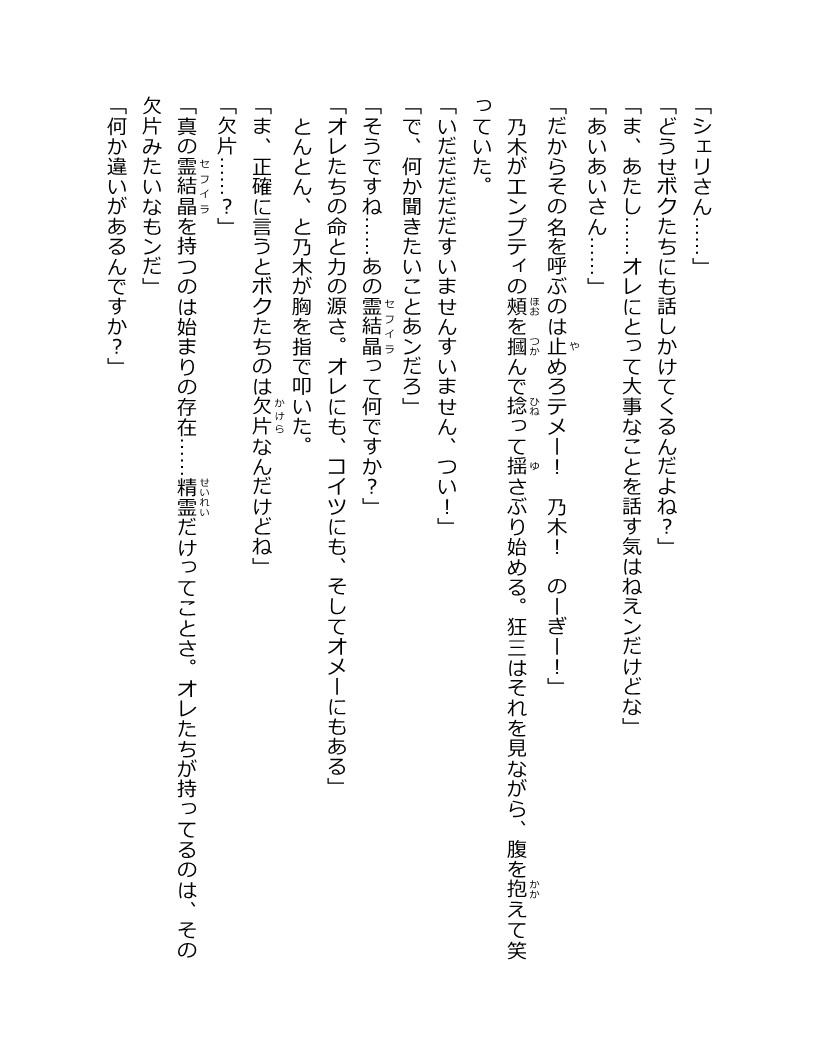 「シェリさん……」
「どうせボクたちにも話しかけてくるんだよね？」
「ま、あたし……オレにとって大事なことを話す気はねえンだけどな」
「あいあいさん……」
「だからその名を呼ぶのは止めろテメー！　乃木！　のーぎー！」
　乃木がエンプティの頰を摑んで捻って揺さぶり始める。狂三はそれを見ながら、腹を抱えて笑
っていた。
「いだだだだだすいませんすいません、つい！」
「で、何か聞きたいことあンだろ」
「そうですね……あの霊結晶って何ですか？」
「オレたちの命と力の源さ。オレにも、コイツにも、そしてオメーにもある」
　とんとん、と乃木が胸を指で叩いた。
「ま、正確に言うとボクたちのは欠片なんだけどね」
「欠片……？」
「真の霊結晶を持つのは始まりの存在……精霊だけってことさ。オレたちが持ってるのは、その
欠片みたいなもンだ」
「何か違いがあるんですか？」